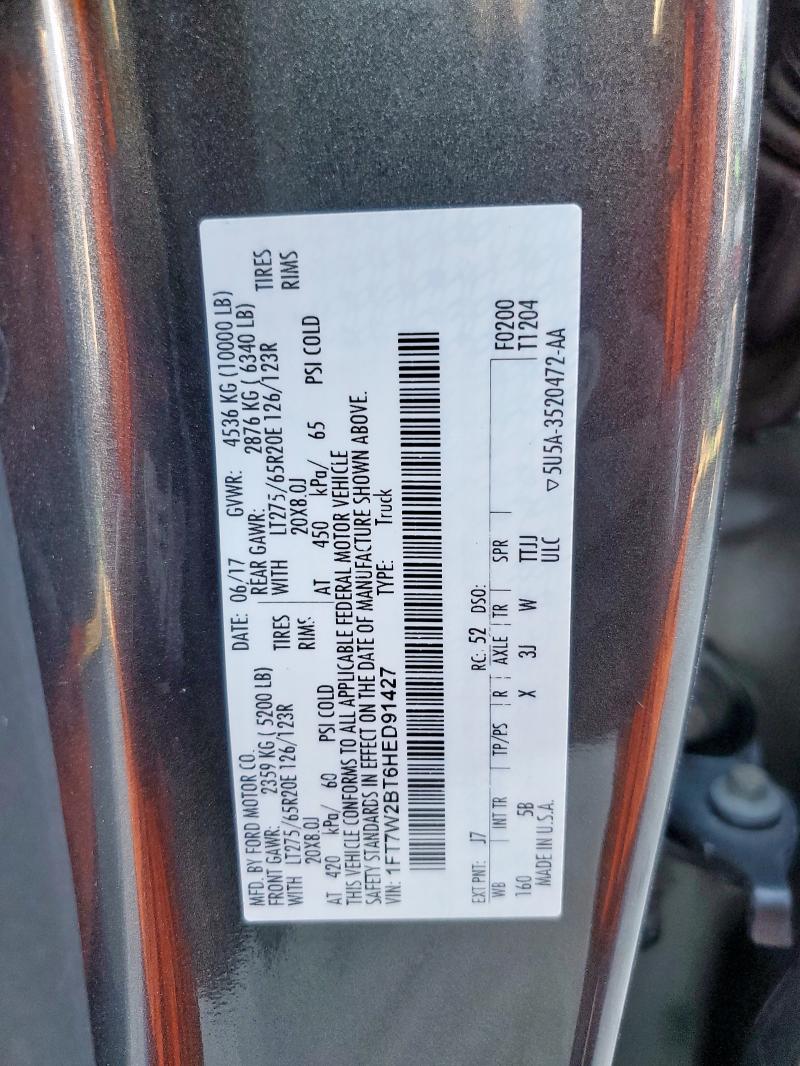 MFD. BY FORD MOTOR CO.
DATE: 06/17 GVWR: 4536 KG (10000 LB)
FRONT GAWR: 2359 KG ( 5200 LB) REAR GAWR: 2876 KG ( 6340 LB)
WITH LT275/65R20E 126/123R TIRES WITH LT275/65R20E 126/123R TIRES
20X8.0J RIMS 20X8.0J RIMS
AT 420 kPa/ 60 PSI COLD AT 450 kPa/ 65 PSI COLD
THIS VEHICLE CONFORMS TO ALL APPLICABLE FEDERAL MOTOR VEHICLE
SAFETY STANDARDS IN EFFECT ON THE DATE OF MANUFACTURE SHOWN ABOVE.
VIN: 1FT7W2BT6HED91427 TYPE: Truck
EXT PNT: J7 RC: 52 DSO: F0200
WB INT TR TP/PS R AXLE TR SPR T1204
160 5B X 3J W TTJJ
MADE IN U.S.A. ULC ▽5U5A-3520472-AA